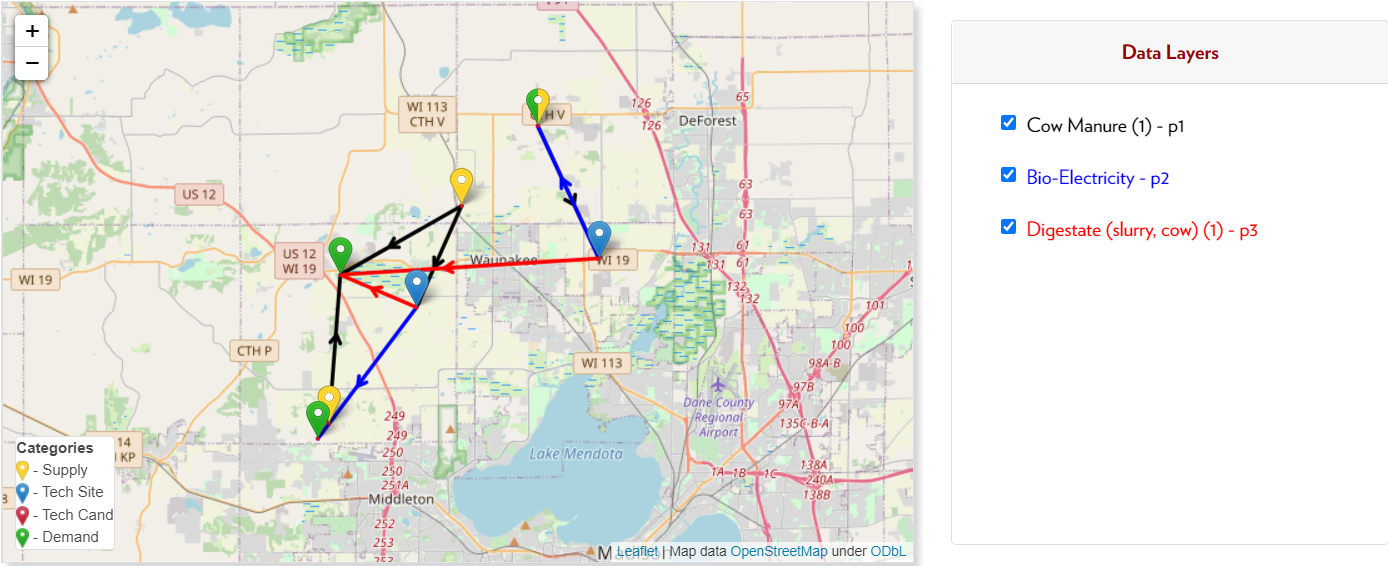 +
−
151
Data Layers
Cow Manure (1) - p1
Bio-Electricity - p2
Digestate (slurry, cow) (1) - p3
WI 113
CTH V
H V
126
126
65
DeForest
63
63
US 12
US 12
WI 19
Waunakee
WI 19
WI 19
131
131
61
61
132
132
101
100
CTH P
WI 113
98A-B
97B
97A
135C-B-A
Dane County
Regional
Airport
249
249
250
250
251A
252
253
14
KP
Lake Mendota
Middleton
1A-1B
1C
138A
240A
138B
Categories
- Supply
- Tech Site
- Tech Cand
- Demand
Leaflet | Map data OpenStreetMap under ODbL